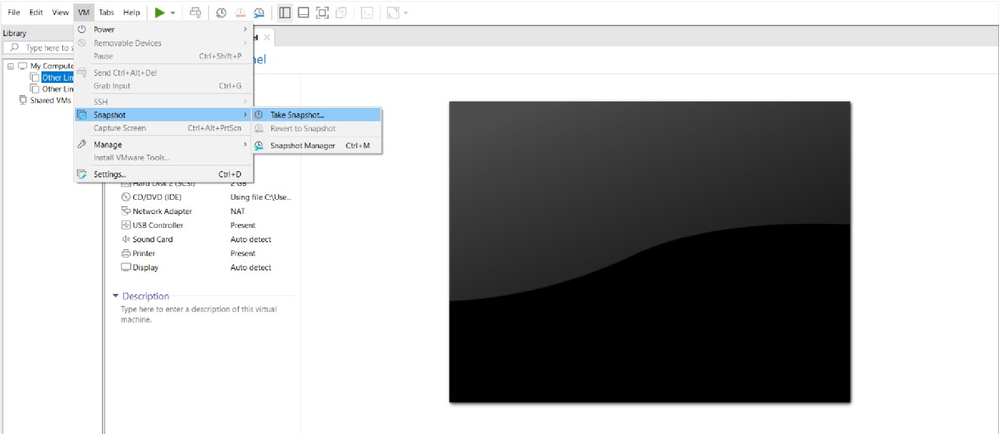 File Edit View VM Tabs Help
Library
Type here to s
My Compute
Other Lin
Other Lin
Shared VMs
Power
Removable Devices
Pause Ctrl+Shift+P
Send Ctrl+Alt+Del
Grab Input Ctrl+G
SSH
Snapshot
Capture Screen Ctrl+Alt+PrtScn
Manage
Install VMware Tools...
Settings... Ctrl+D
Take Snapshot...
Revert to Snapshot
Snapshot Manager Ctrl+M
el
nel
Hard Disk 2 (SCSI) 2 GB
CD/DVD (IDE) Using file C:\Use...
Network Adapter NAT
USB Controller Present
Sound Card Auto detect
Printer Present
Display Auto detect
Description
Type here to enter a description of this virtual
machine.